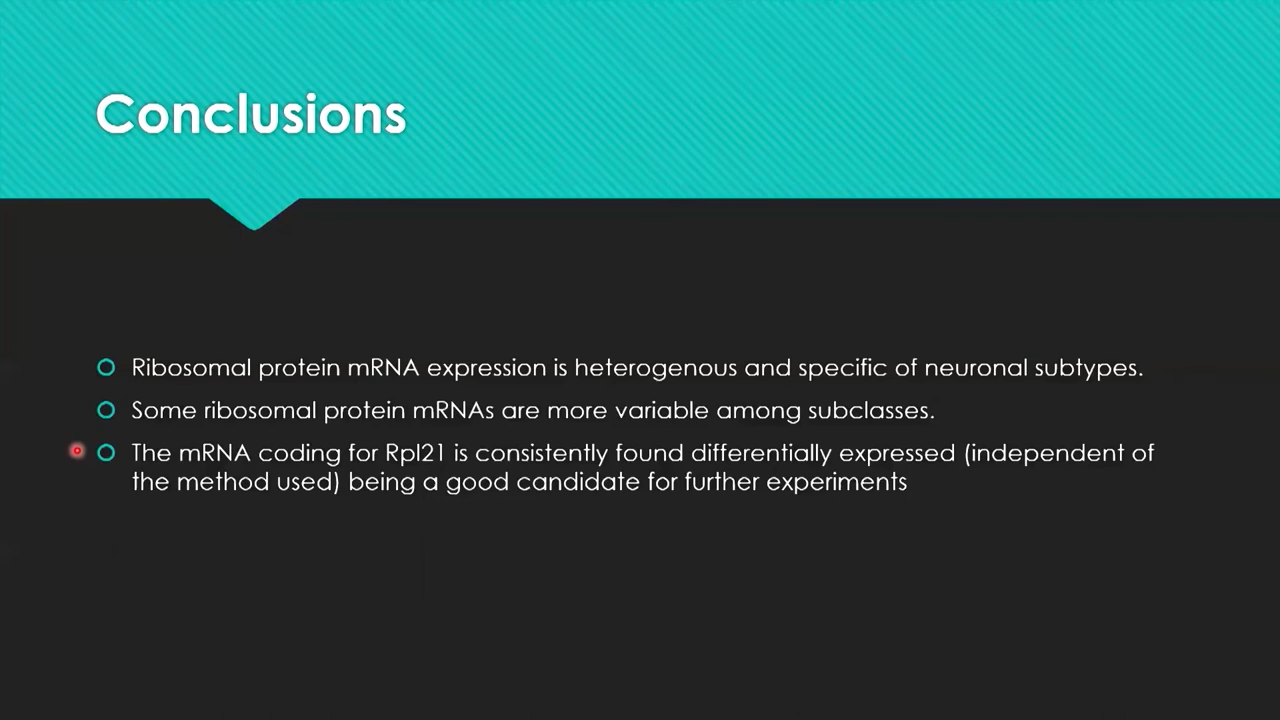 Conclusions
Ribosomal protein mRNA expression is heterogenous and specific of neuronal subtypes.
Some ribosomal protein mRNAs are more variable among subclasses.
The mRNA coding for Rpl21 is consistently found differentially expressed (independent of
the method used) being a good candidate for further experiments